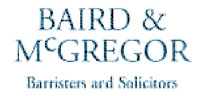 BAIRD &
McGREGOR
Barristers and Solicitors